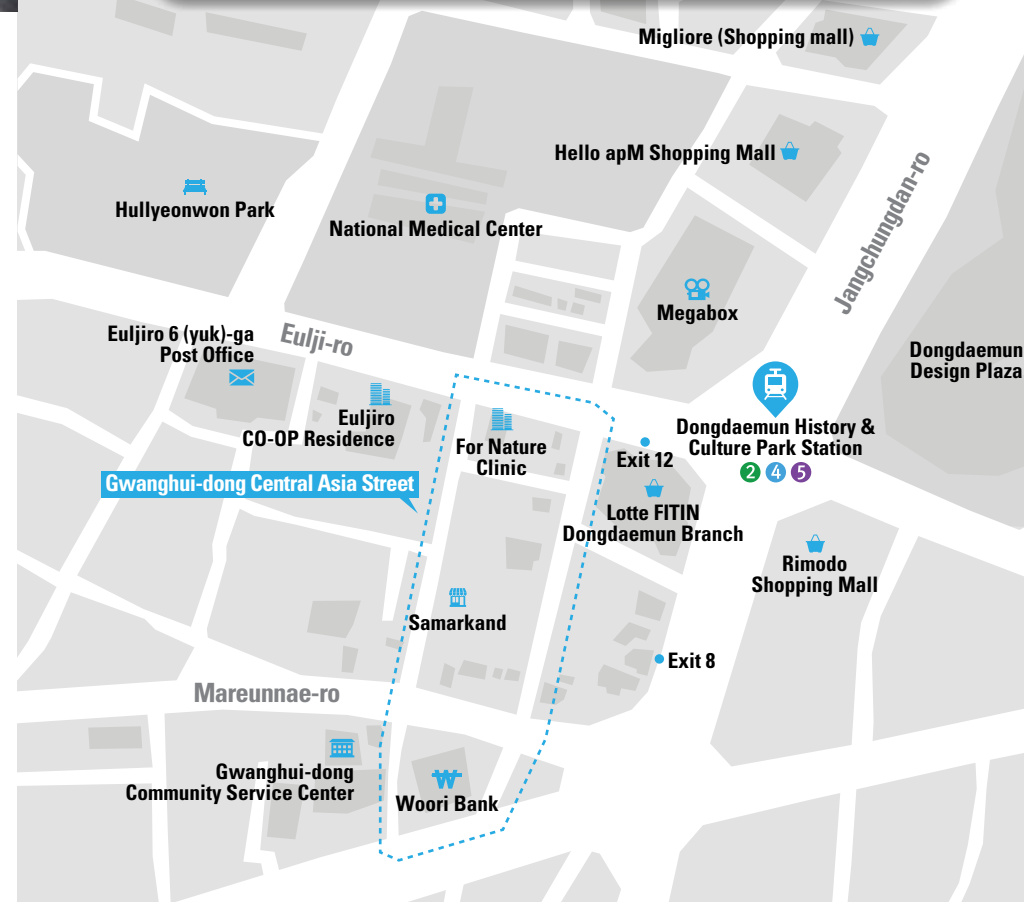 Migliore (Shopping mall)
Hello apM Shopping Mall
Jangchungdan-ro
Hullyeonwon Park
National Medical Center
Megabox
Euljiro 6 (yuk)-ga
Post Office
Eulji-ro
Dongdaemun
Design Plaza
Euljiro
CO-OP Residence
For Nature
Clinic
Exit 12
Dongdaemun History &
Culture Park Station
2 4 5
Gwanghui-dong Central Asia Street
Lotte FITIN
Dongdaemun Branch
Rimodo
Shopping Mall
Samarkand
Exit 8
Mareunnae-ro
Gwanghui-dong
Community Service Center
Woori Bank